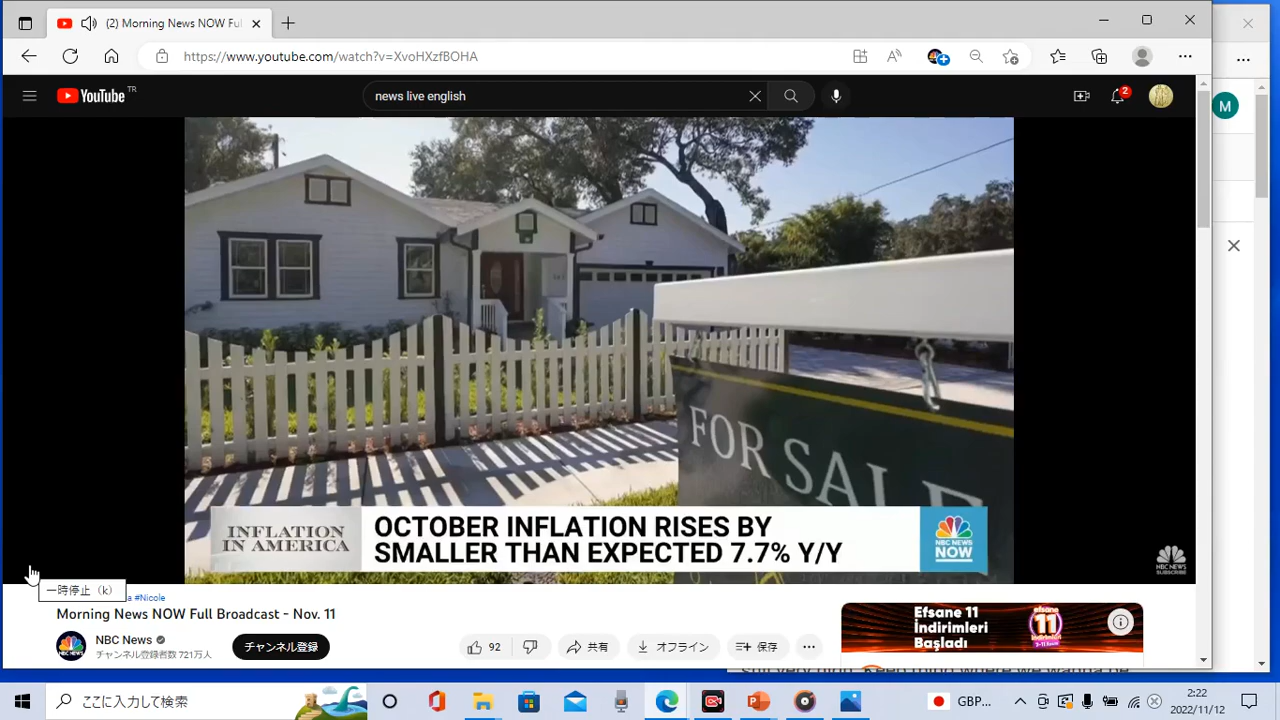 (2) Morning News NOW Ful
https://www.youtube.com/watch?v=XvoHXzfBOHA
YouTube TR
news live english
2
M
FOR SALE
INFLATION
IN AMERICA
OCTOBER INFLATION RISES BY
SMALLER THAN EXPECTED 7.7% Y/Y
NBC NEWS
NOW
NBC NEWS
SUBSCRIBE
一時停止 (k)
a #Nicole
Morning News NOW Full Broadcast - Nov. 11
NBC News
チャンネル登録者数 721万人
チャンネル登録
92
共有
オフライン
保存
Efsane 11
İndirimleri
Başladı
efsane
11
indirimleri
ここに入力して検索
GBP...
2:22
2022/11/12